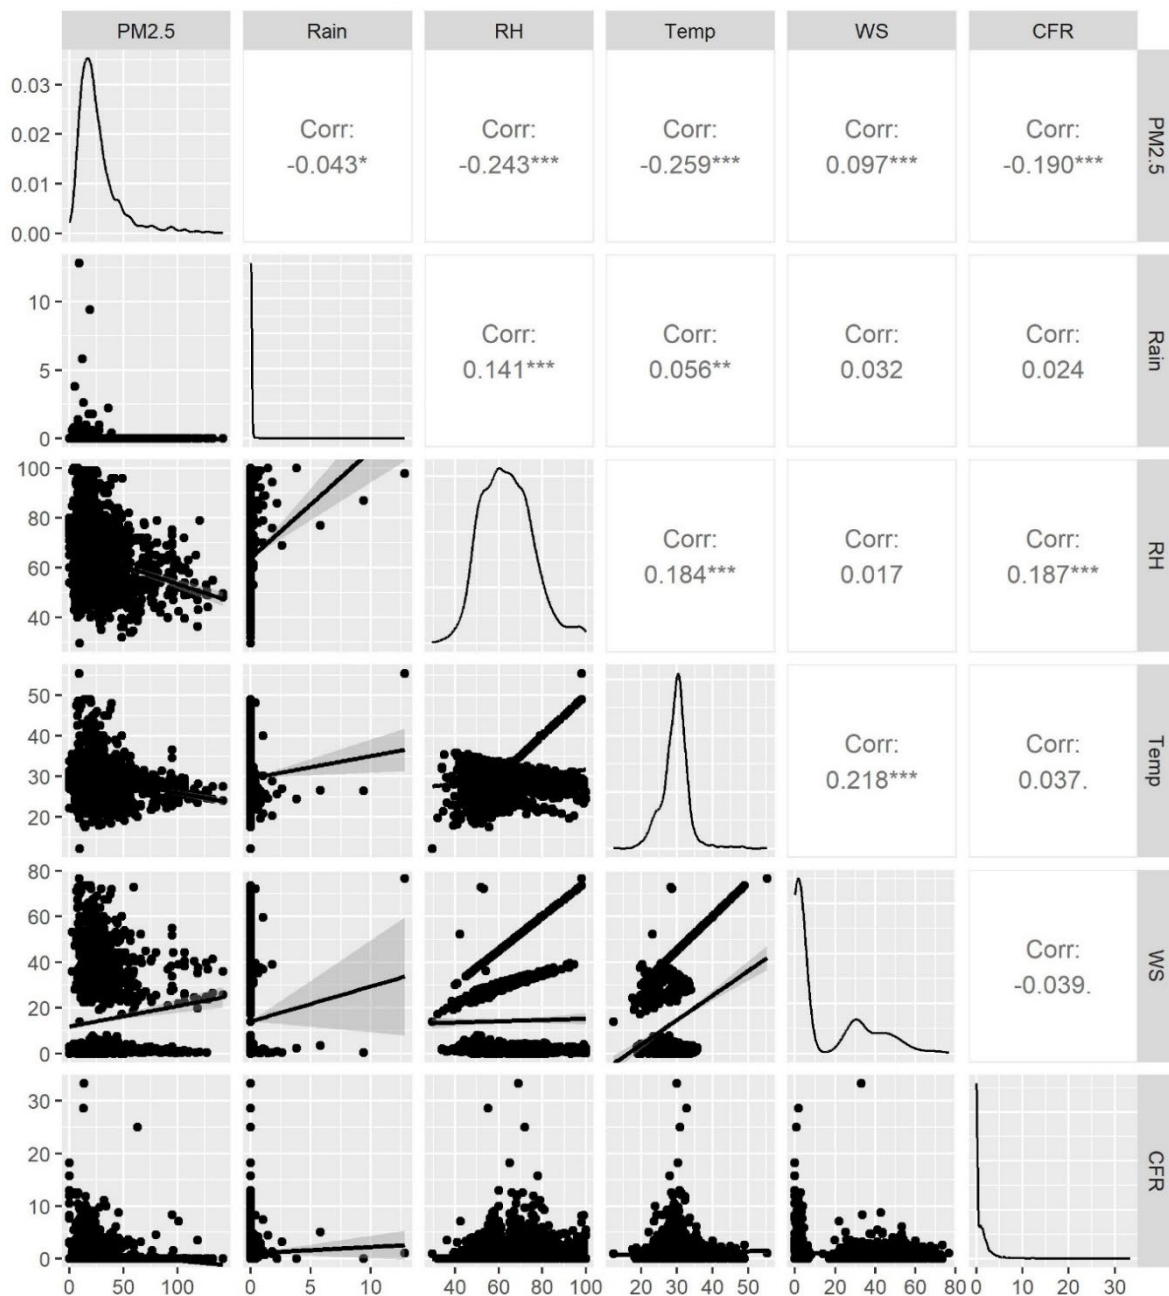 PM2.5 Rain RH Temp WS CFR
0.03
0.02
0.01
0.00
Corr:
-0.043*
Corr:
-0.243***
Corr:
-0.259***
Corr:
0.097***
Corr:
-0.190***
PM2.5
10
5
0
Corr:
0.141***
Corr:
0.056**
Corr:
0.032
Corr:
0.024
Rain
100
80
60
40
Corr:
0.184***
Corr:
0.017
Corr:
0.187***
RH
50
40
30
20
Corr:
0.218***
Corr:
0.037.
Temp
80
60
40
20
0
Corr:
-0.039.
WS
30
20
10
0
CFR
0 50 100 0 5 10 40 60 80 100 20 30 40 50 0 20 40 60 80 0 10 20 30